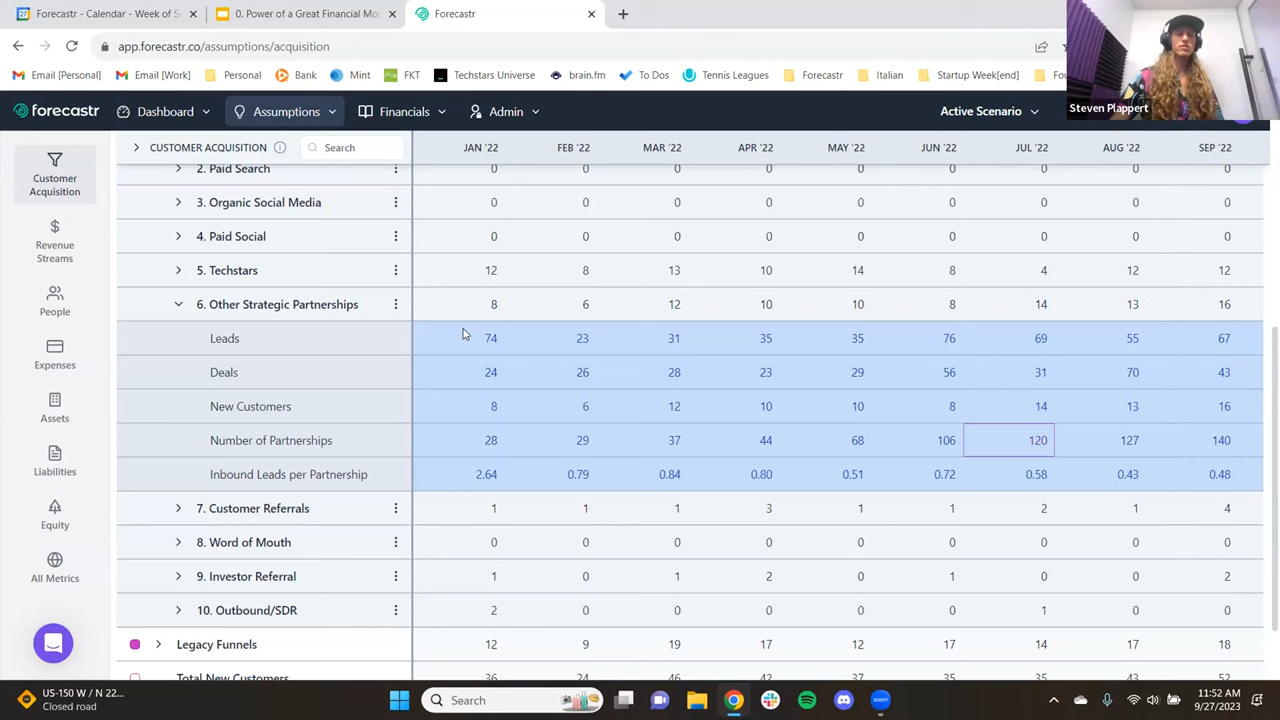 Forecastr - Calendar - Week of S
0. Power of a Great Financial Mod
Forecastr
app.forecastr.co/assumptions/acquisition
Email [Personal] Email [Work] Personal Bank Mint FKT Techstars Universe brain.fm To Dos Tennis Leagues Forecastr Italian Startup Week[end]
Steven Plappert
forecastr Dashboard Assumptions Financials Admin Active Scenario
Customer Acquisition
Revenue Streams
People
Expenses
Assets
Liabilities
Equity
All Metrics
CUSTOMER ACQUISITION Search JAN '22 FEB '22 MAR '22 APR '22 MAY '22 JUN '22 JUL '22 AUG '22 SEP '22
2. Paid Search 0 0 0 0 0 0 0 0 0
3. Organic Social Media 0 0 0 0 0 0 0 0 0
4. Paid Social 0 0 0 0 0 0 0 0 0
5. Techstars 12 8 13 10 14 8 4 12 12
6. Other Strategic Partnerships 8 6 12 10 10 8 14 13 16
Leads 74 23 31 35 35 76 69 55 67
Deals 24 26 28 23 29 56 31 70 43
New Customers 8 6 12 10 10 8 14 13 16
Number of Partnerships 28 29 37 44 68 106 120 127 140
Inbound Leads per Partnership 2.64 0.79 0.84 0.80 0.51 0.72 0.58 0.43 0.48
7. Customer Referrals 1 1 1 3 1 1 2 1 4
8. Word of Mouth 0 0 0 0 0 0 0 0 0
9. Investor Referral 1 0 1 2 0 1 0 0 2
10. Outbound/SDR 2 0 0 0 0 0 1 0 0
Legacy Funnels 12 9 19 17 12 17 14 17 18
Total New Customers 36 24 46 42 37 35 35 43 52
US-150 W / N 22...
Closed road
Search
11:52 AM
9/27/2023